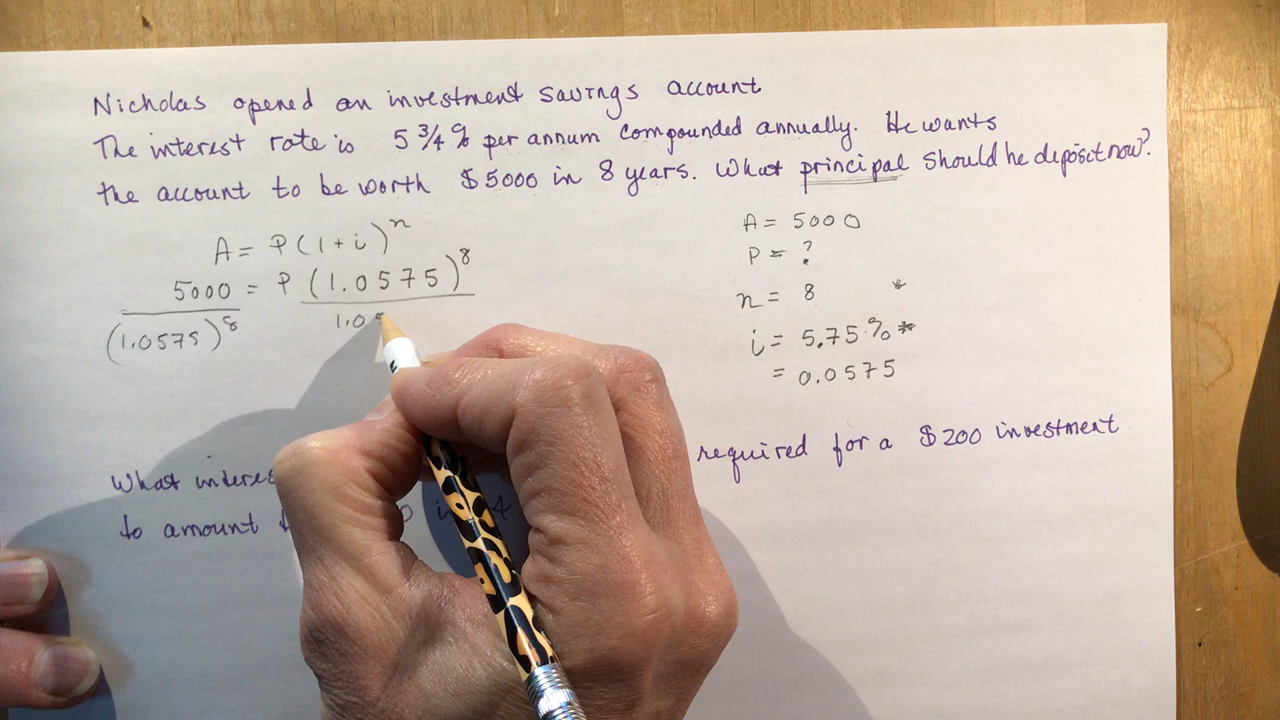 Nicholas opened an investment savings account
The interest rate is 5 3/4 % per annum compounded annually. He wants
the account to be worth $5000 in 8 years. What principal should he deposit now?
A = P(1+i)^n
5000 = P (1.0575)^8
(1.0575)^8 1.0
A = 5000
P = ?
n = 8 *
i = 5.75% *
= 0.0575
What required for a $200 investment
to amount